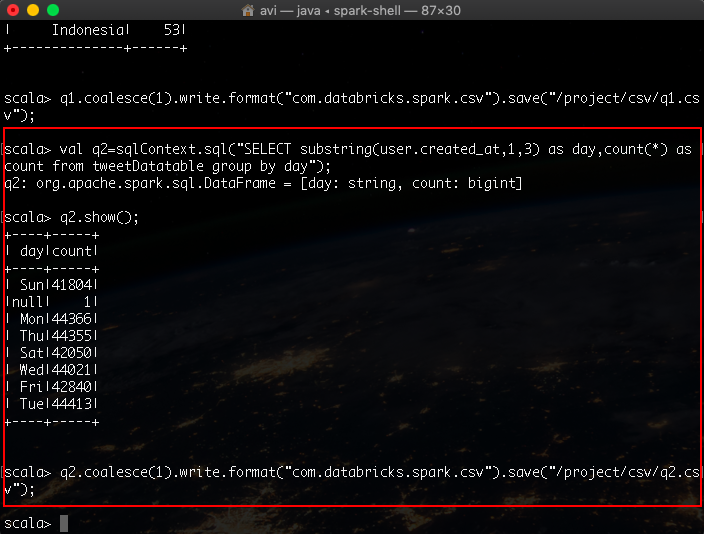 avi — java ◂ spark-shell — 87×30
|     Indonesia|    53|
+--------------+------+
scala> q1.coalesce(1).write.format("com.databricks.spark.csv").save("/project/csv/q1.cs
v");
scala> val q2=sqlContext.sql("SELECT substring(user.created_at,1,3) as day,count(*) as
count from tweetDatatable group by day");
q2: org.apache.spark.sql.DataFrame = [day: string, count: bigint]
scala> q2.show();
+----+-----+
| day|count|
+----+-----+
| Sun|41804|
|null|    1|
| Mon|44366|
| Thu|44355|
| Sat|42050|
| Wed|44021|
| Fri|42840|
| Tue|44413|
+----+-----+
scala> q2.coalesce(1).write.format("com.databricks.spark.csv").save("/project/csv/q2.cs
v");
scala>